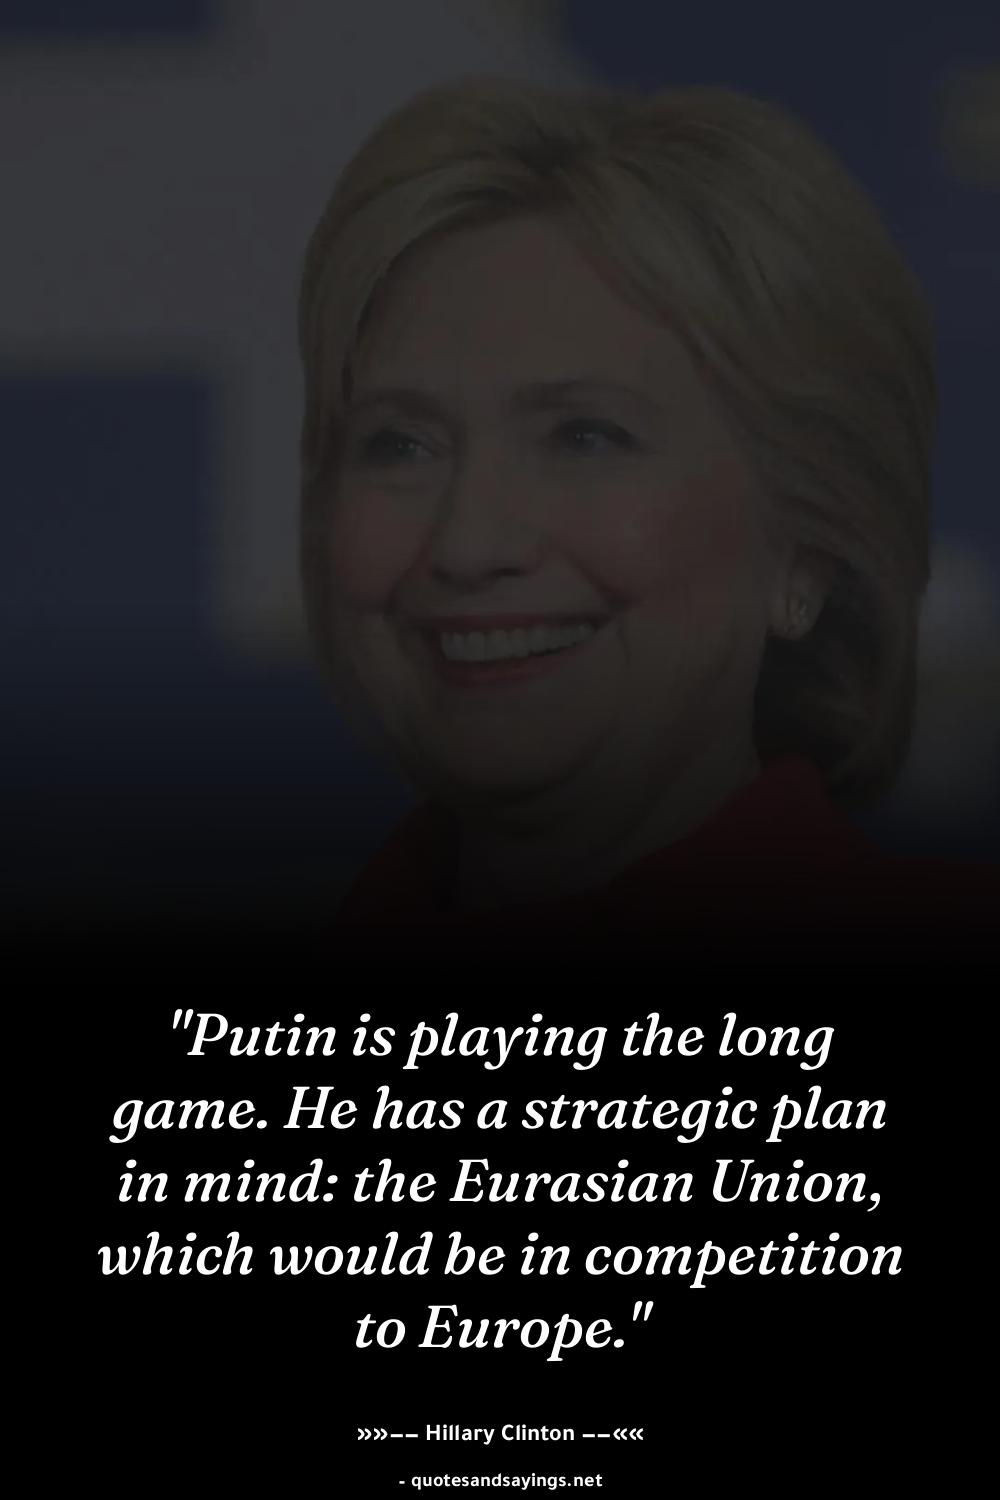 "Putin is playing the long
game. He has a strategic plan
in mind: the Eurasian Union,
which would be in competition
to Europe."
»»–– Hillary Clinton ––««
- quotesandsayings.net